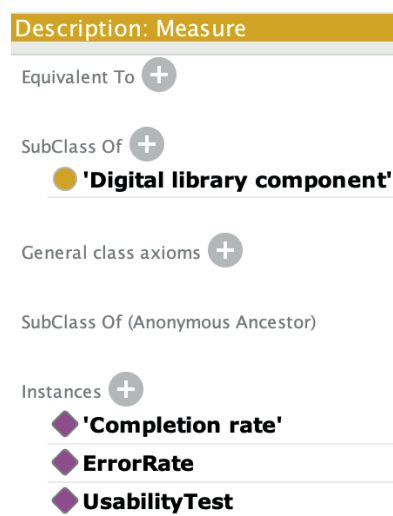 Description: Measure
Equivalent To
SubClass Of
'Digital library component'
General class axioms
SubClass Of (Anonymous Ancestor)
Instances
'Completion rate'
ErrorRate
UsabilityTest